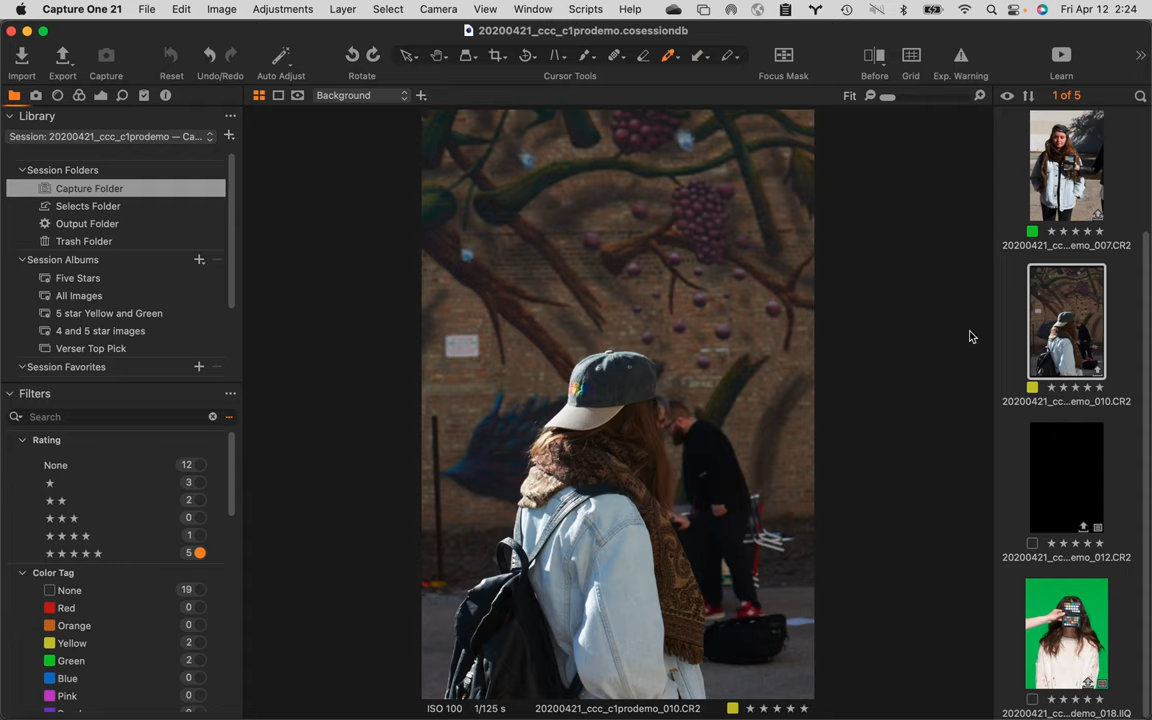 Capture One 21 File Edit Image Adjustments Layer Select Camera View Window Scripts Help Fri Apr 12 2:24
20200421_ccc_c1prodemo.cosessiondb
Import Export Capture Reset Undo/Redo Auto Adjust Rotate Cursor Tools Focus Mask Before Grid Exp. Warning Learn
Background Fit 1 of 5
Library
Session: 20200421_ccc_c1prodemo — Ca...
Session Folders
Capture Folder
Selects Folder
Output Folder
Trash Folder
Session Albums
Five Stars
All Images
5 star Yellow and Green
4 and 5 star images
Verser Top Pick
Session Favorites
Filters
Search
Rating
None 12
3
2
0
1
5
Color Tag
None 19
Red 0
Orange 0
Yellow 2
Green 2
Blue 0
Pink 0
ISO 100 1/125 s 20200421_ccc_c1prodemo_010.CR2
20200421_cc...emo_007.CR2
20200421_cc...emo_010.CR2
20200421_cc...emo_012.CR2
20200421_cc...demo_018.IIQ